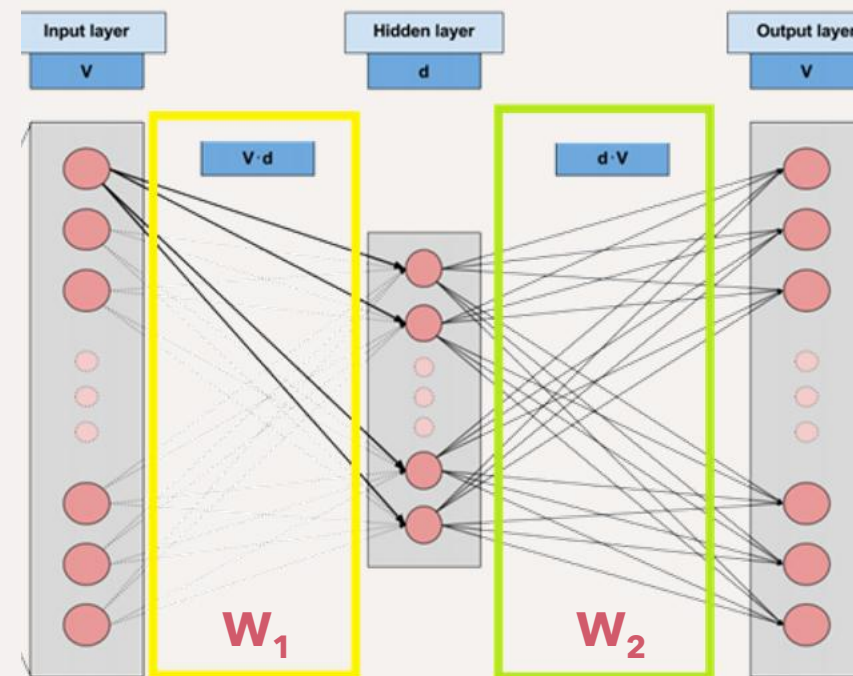 Input layer
V
Hidden layer
d
Output layer
V
V·d
d·V
W₁
W₂